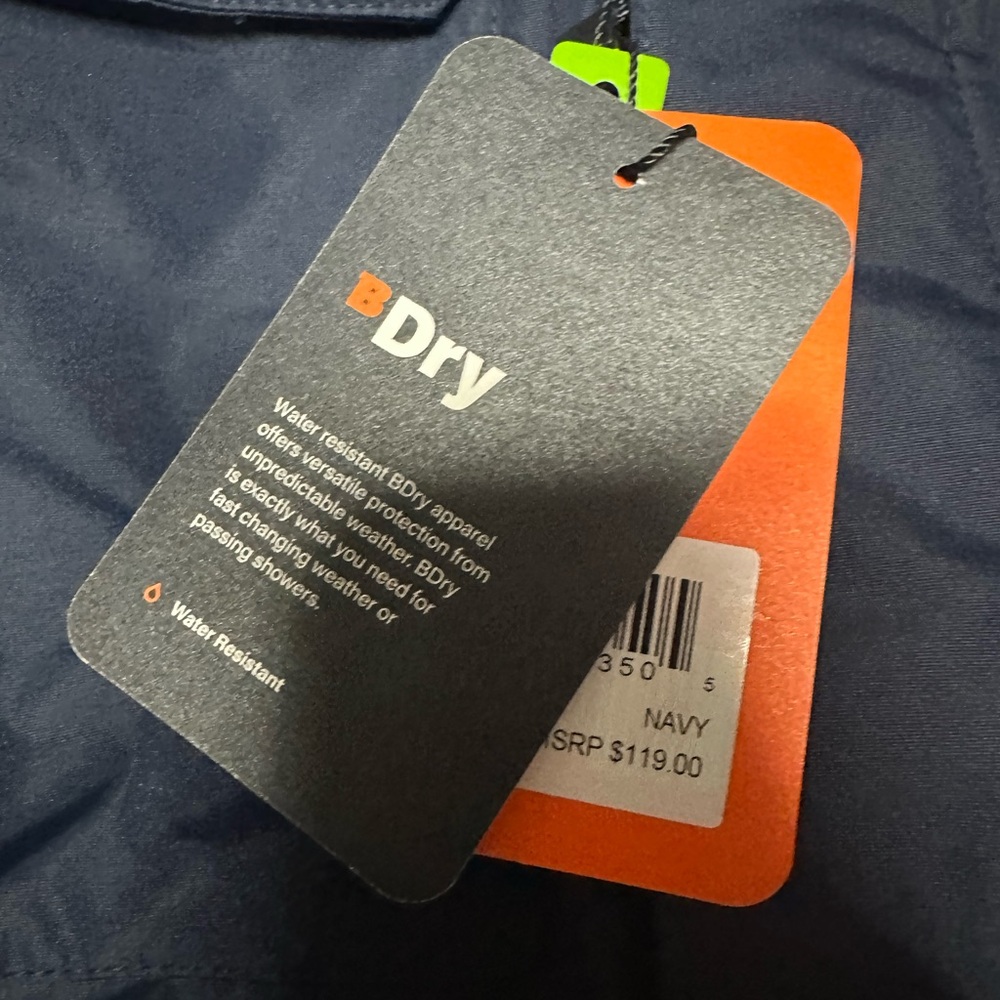 BDry
Water resistant BDry apparel
offers versatile protection from
unpredictable weather. BDry
is exactly what you need for
fast changing weather or
passing showers.
Water Resistant
350 5
NAVY
MSRP $119.00